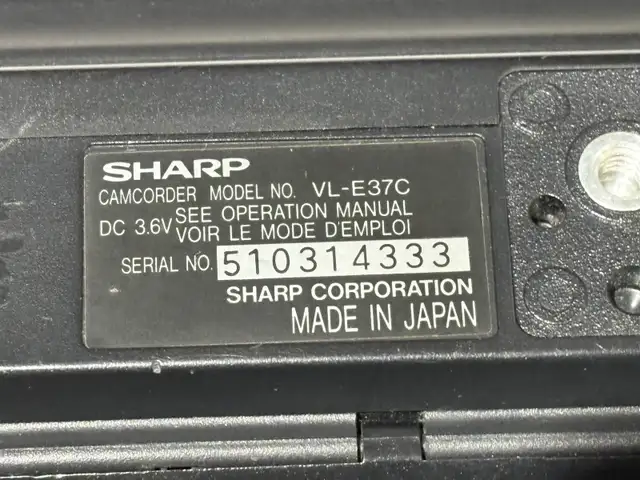 SHARP
CAMCORDER MODEL NO. VL-E37C
DC 3.6V SEE OPERATION MANUAL
VOIR LE MODE D'EMPLOI
SERIAL NO. 510314333
SHARP CORPORATION
MADE IN JAPAN